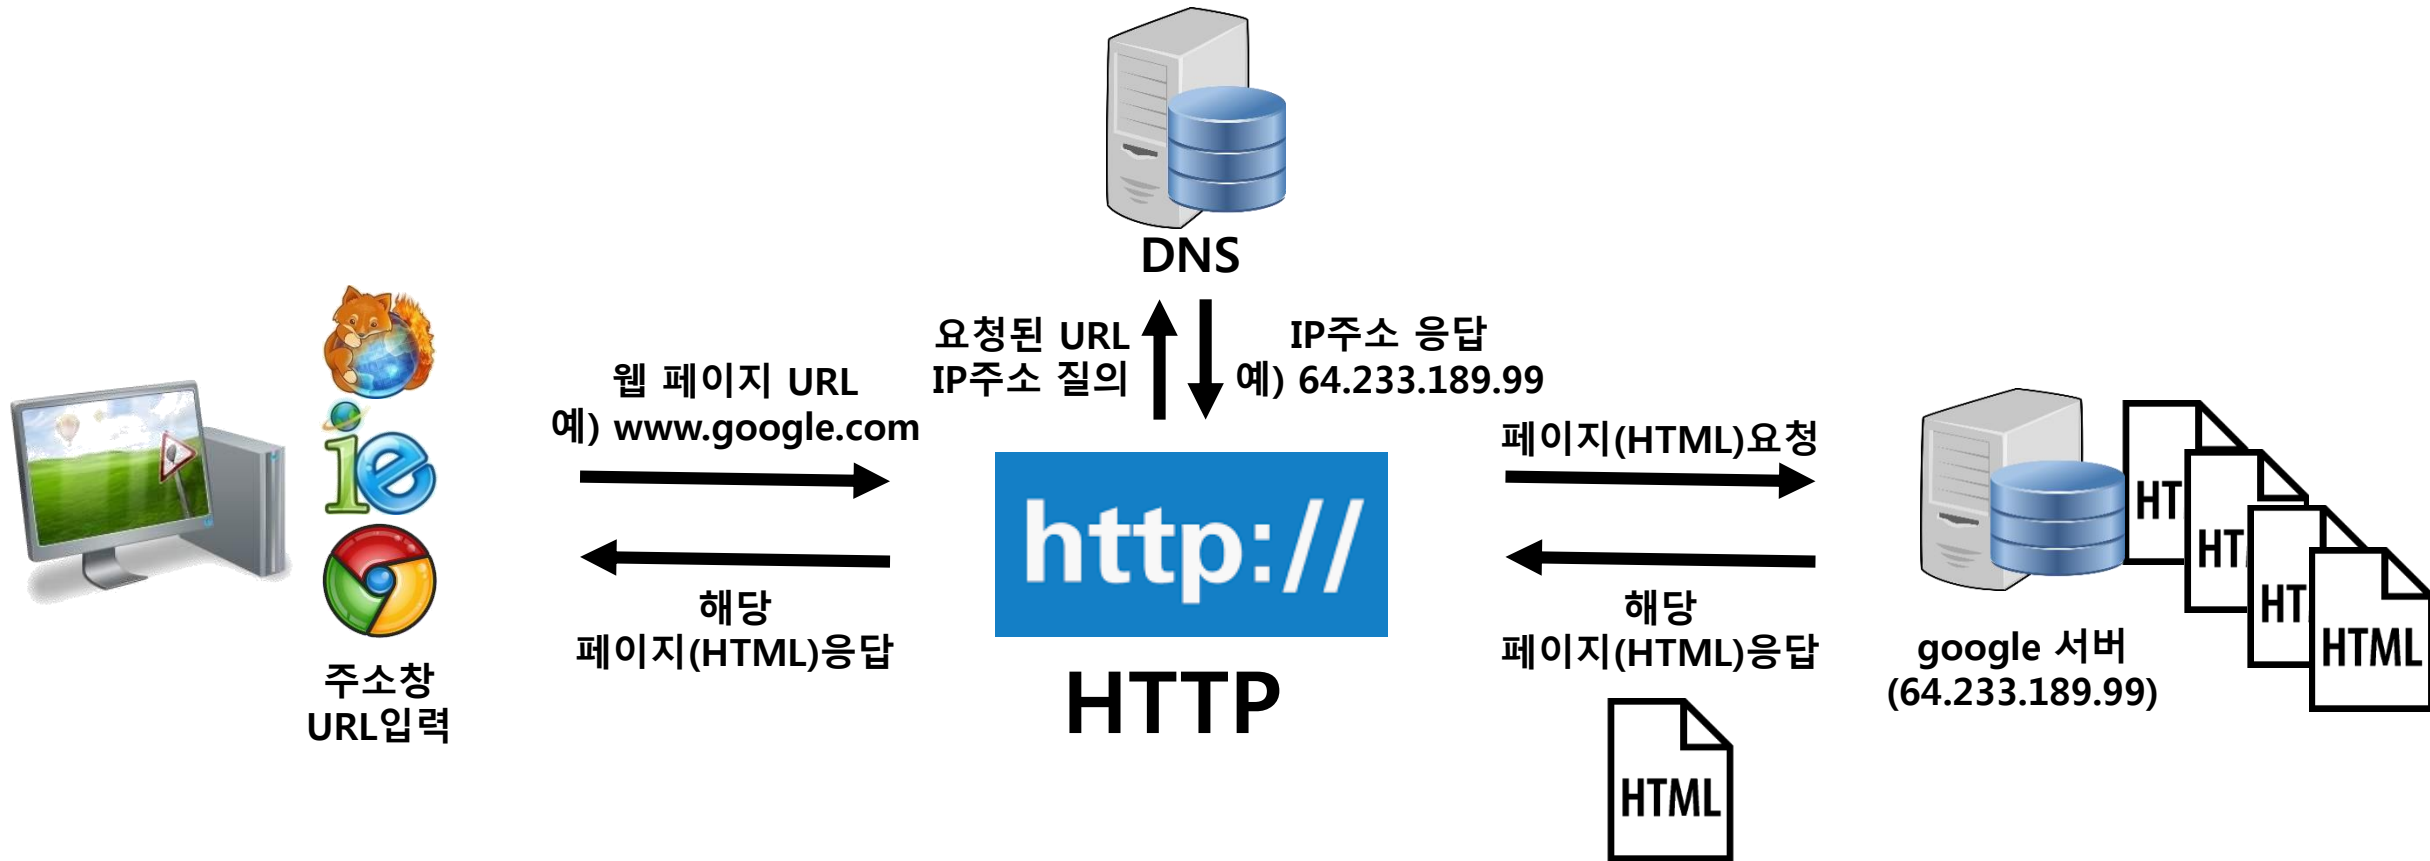 DNS
요청된 URL
IP주소 질의
IP주소 응답
예) 64.233.189.99
웹 페이지 URL
예) www.google.com
페이지(HTML)요청
http://
HTTP
해당
페이지(HTML)응답
해당
페이지(HTML)응답
주소창
URL입력
ie
google 서버
(64.233.189.99)
HT
HTM
HTM
HTML
HTML